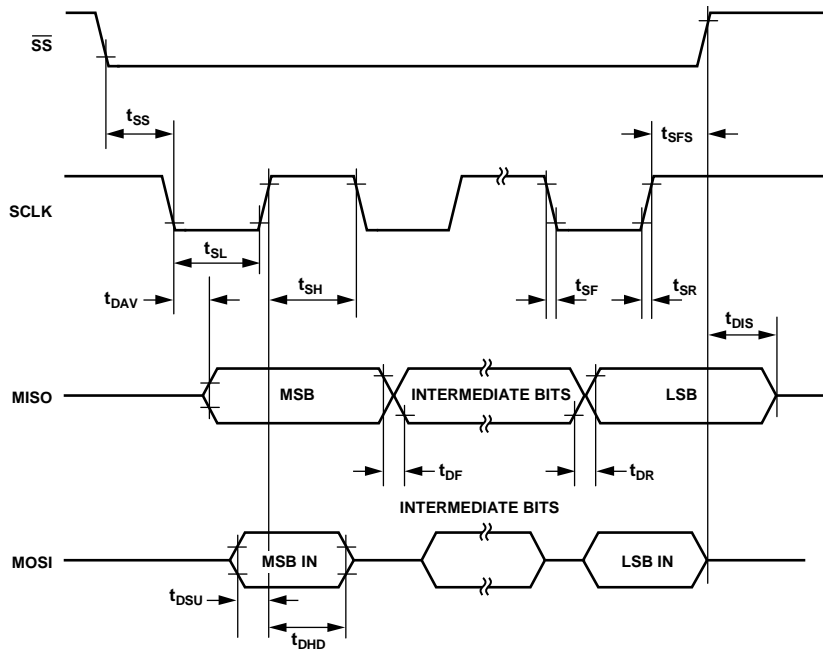 SS
tSS
tSFS
SCLK
tSL
tSH
tSF
tSR
tDAV
tDIS
MISO
MSB
INTERMEDIATE BITS
LSB
tDF
tDR
INTERMEDIATE BITS
MOSI
MSB IN
LSB IN
tDSU
tDHD